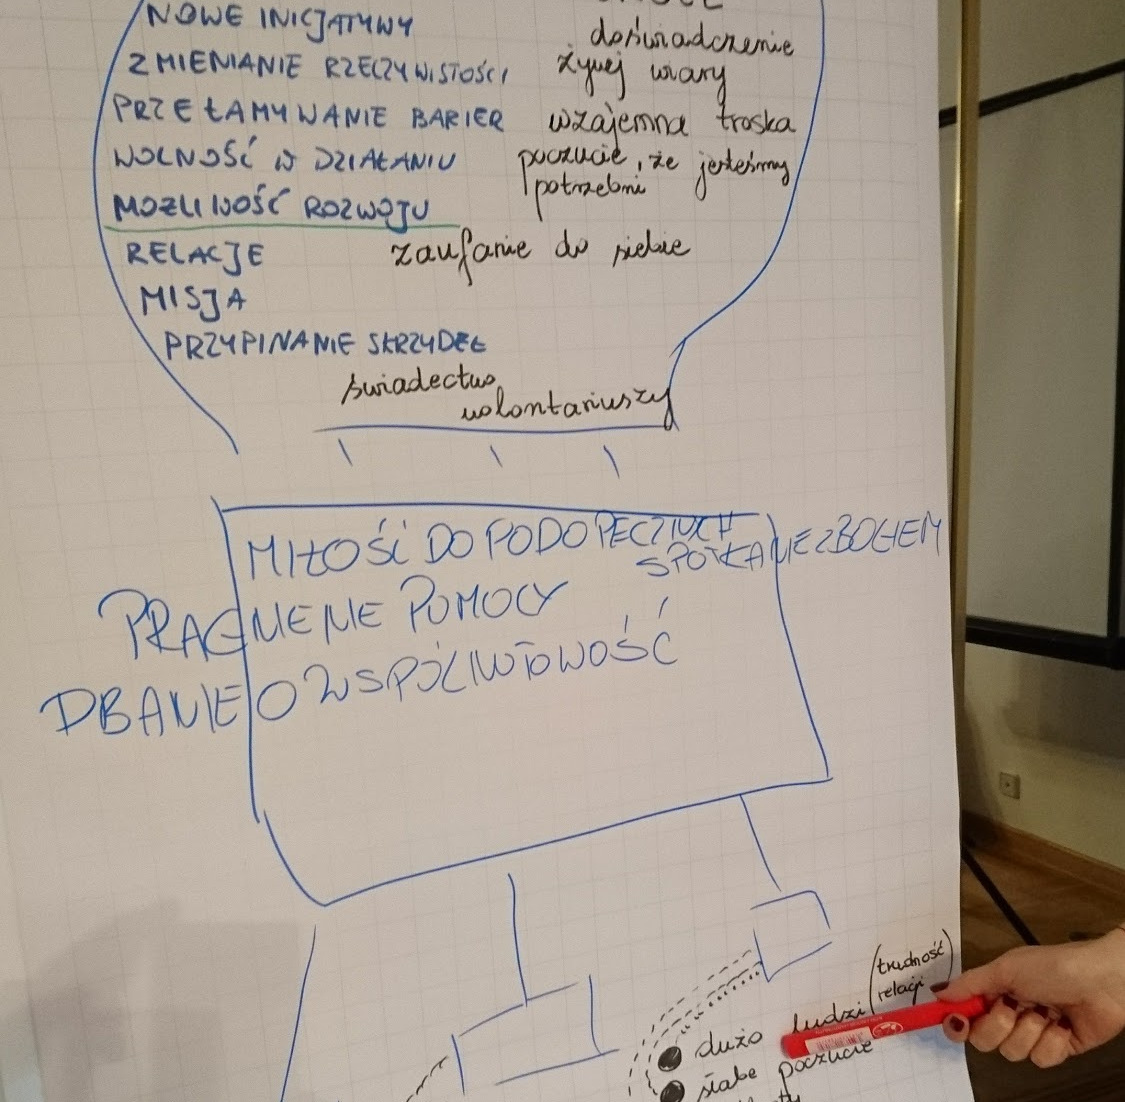 NOWE INICJATYWY
ZMIENIANIE RZECZYWISTOŚCI
PRZEŁAMYWANIE BARIER
WOLNOŚĆ W DZIAŁANIU
MOŻLIWOŚĆ ROZWOJU
RELACJE
MISJA
PRZYPINANIE SKRZYDEŁ
doświadczenie
żywej wiary
wzajemna troska
poczucie, że jesteśmy
potrzebni
zaufanie do siebie
świadectwo
wolontariuszy
MIŁOŚĆ DO PODOPIECZNYCH
SPOTKANIE Z BOGIEM
PRAGNIENIE POMOCY
DBANIE O WSPÓLNOTOWOŚĆ
dużo ludzi (trudność
relacji
słabe poczucie